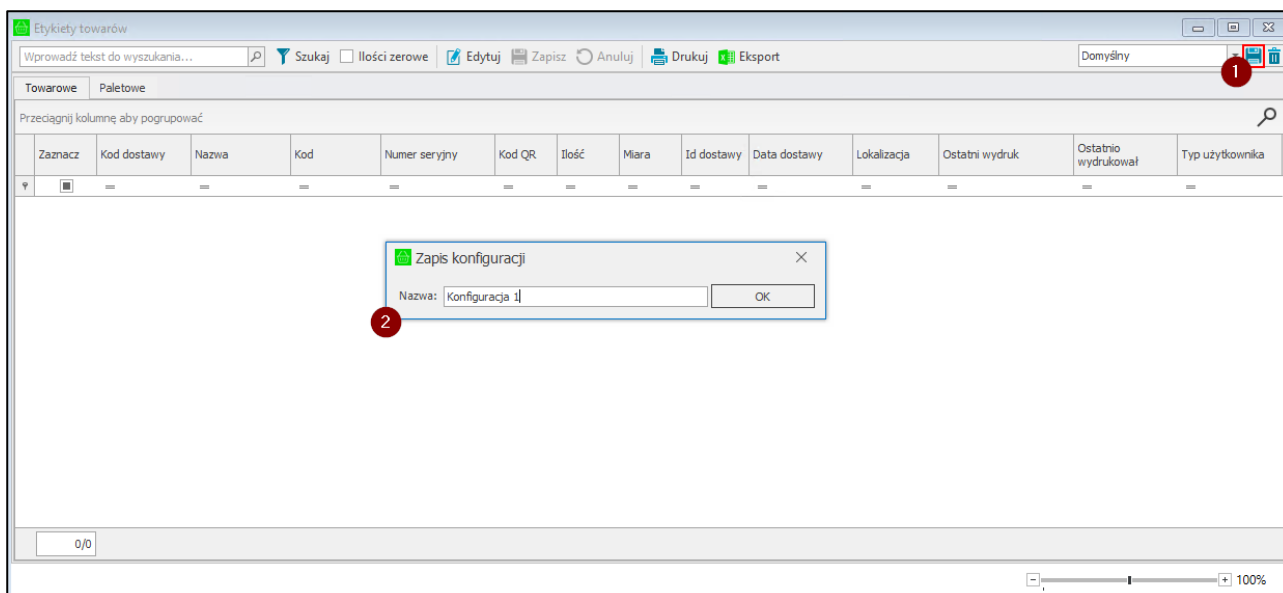 Etykiety towarów
Wprowadź tekst do wyszukania... Szukaj Ilości zerowe Edytuj Zapisz Anuluj Drukuj Eksport Domyślny
1
Towarowe Paletowe
Przeciągnij kolumnę aby pogrupować
Zaznacz Kod dostawy Nazwa Kod Numer seryjny Kod QR Ilość Miara Id dostawy Data dostawy Lokalizacja Ostatni wydruk Ostatnio wydrukował Typ użytkownika
Zapis konfiguracji
Nazwa: Konfiguracja 1 OK
2
0/0
100%